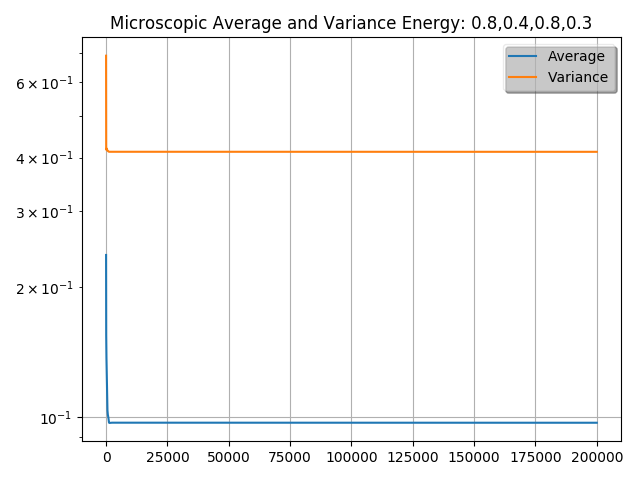 Microscopic Average and Variance Energy: 0.8,0.4,0.8,0.3
Average
Variance
6 × 10⁻¹
4 × 10⁻¹
3 × 10⁻¹
2 × 10⁻¹
10⁻¹
0 25000 50000 75000 100000 125000 150000 175000 200000